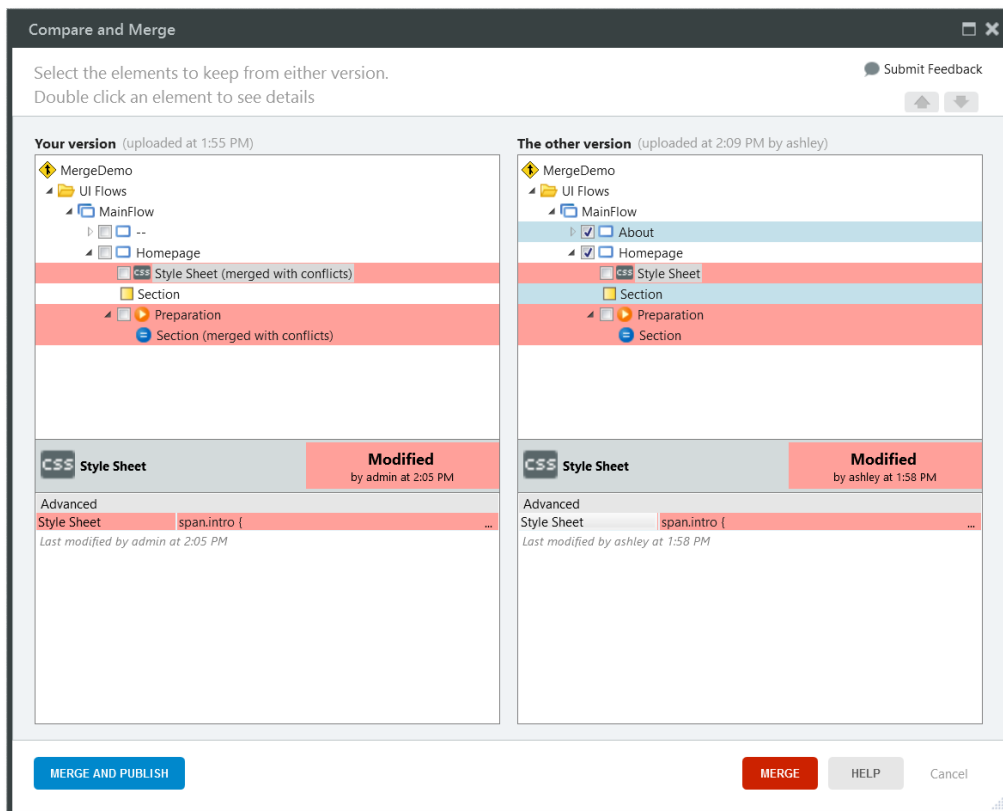 Compare and Merge
Select the elements to keep from either version.
Double click an element to see details
Submit Feedback
Your version (uploaded at 1:55 PM)
MergeDemo
UI Flows
MainFlow
--
Homepage
CSS Style Sheet (merged with conflicts)
Section
Preparation
Section (merged with conflicts)
CSS Style Sheet
Modified
by admin at 2:05 PM
Advanced
Style Sheet span.intro { ...
Last modified by admin at 2:05 PM
The other version (uploaded at 2:09 PM by ashley)
MergeDemo
UI Flows
MainFlow
About
Homepage
CSS Style Sheet
Section
Preparation
Section
CSS Style Sheet
Modified
by ashley at 1:58 PM
Advanced
Style Sheet span.intro { ...
Last modified by ashley at 1:58 PM
MERGE AND PUBLISH
MERGE
HELP
Cancel